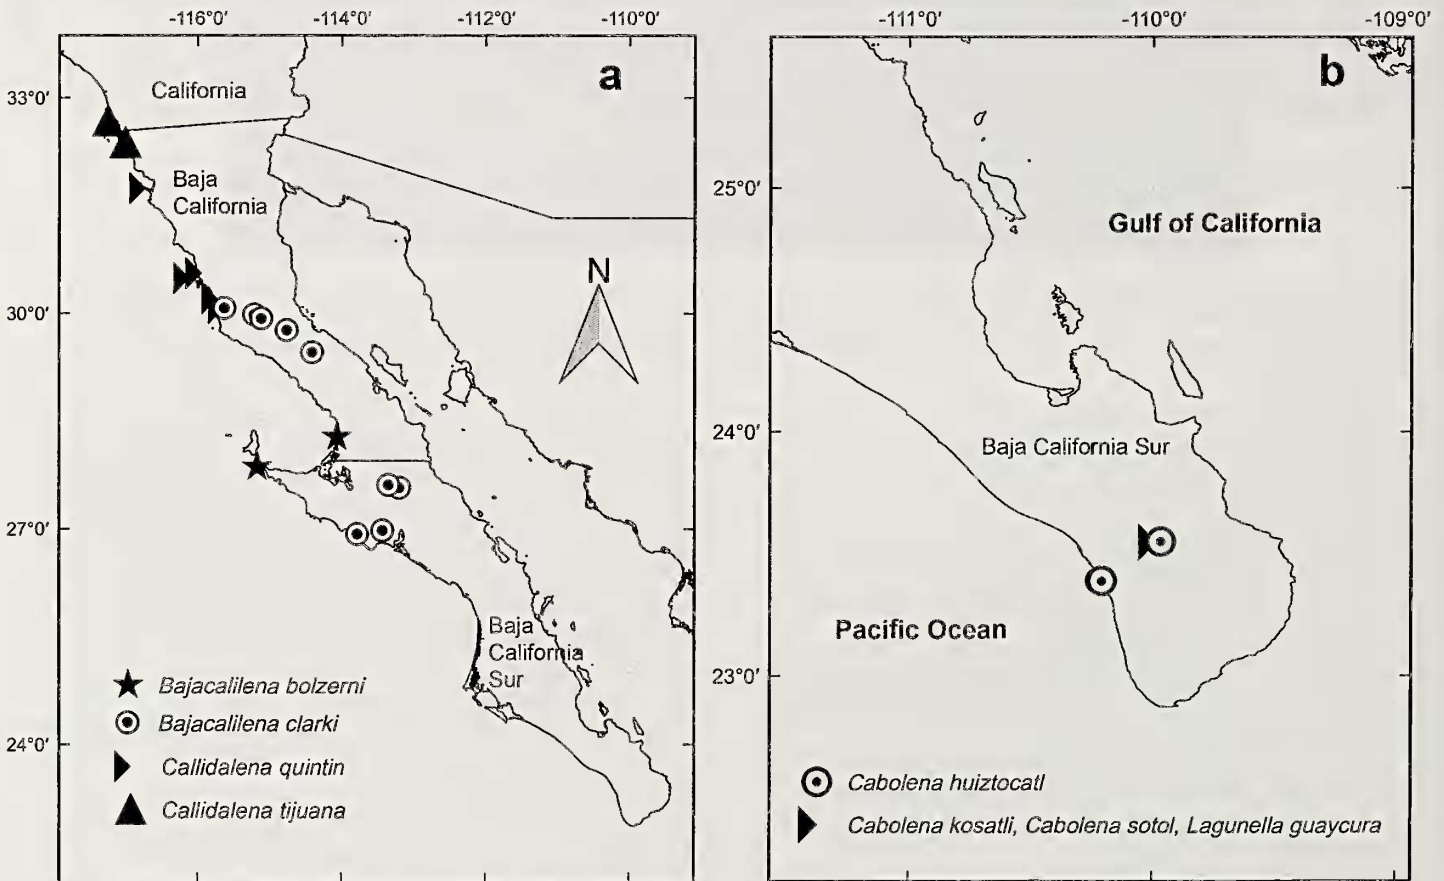 -116°0'
-114°0'
-112°0'
-110°0'
33°0'
30°0'
27°0'
24°0'
a
California
Baja
California
N
Baja
California
Sur
Bajacalilena bolzerni
Bajacalilena clarki
Callidalena quintin
Callidalena tijuana
-111°0'
-110°0'
-109°0'
25°0'
24°0'
23°0'
b
Gulf of California
Baja California Sur
Pacific Ocean
Cabolena huiztocatl
Cabolena kosatli, Cabolena sotol, Lagunella guaycura